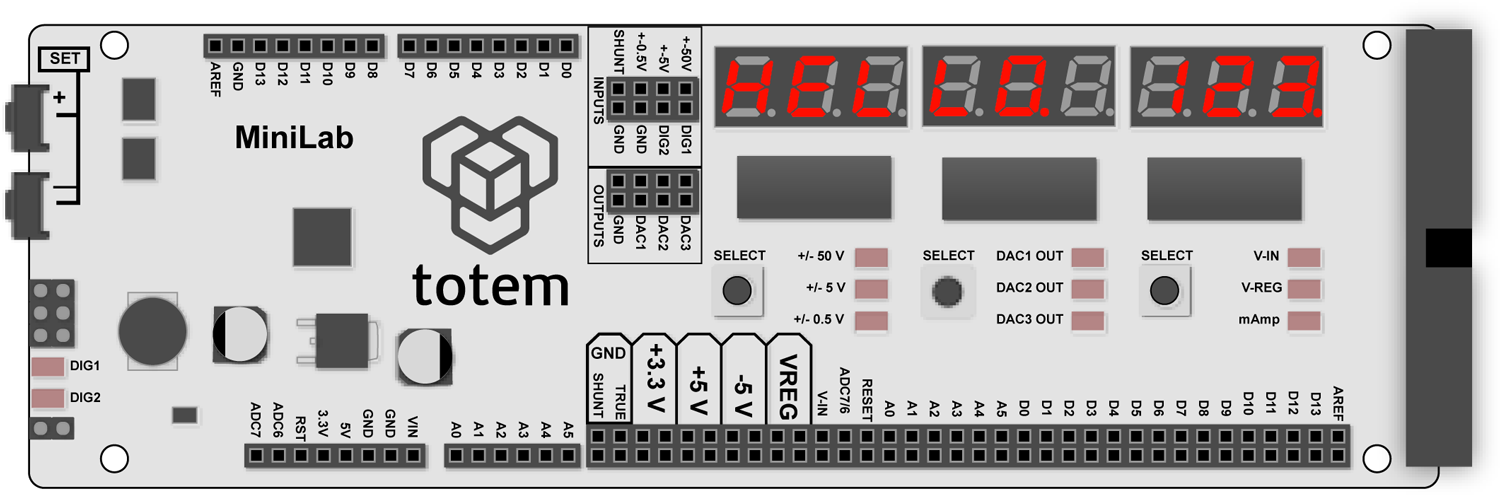 SET
+
AREF GND D13 D12 D11 D10 D9 D8
D7 D6 D5 D4 D3 D2 D1 D0
SHUNT +-0.5V +-5V +-50V
INPUTS
GND GND DIG2 DIG1
OUTPUTS
GND DAC1 DAC2 DAC3
HEL LO. 123.
MiniLab
totem
SELECT
+/- 50 V
+/- 5 V
+/- 0.5 V
SELECT
DAC1 OUT
DAC2 OUT
DAC3 OUT
SELECT
V-IN
V-REG
mAmp
DIG1
DIG2
GND
SHUNT TRUE
+3.3 V
+5 V
-5 V
VREG
V-IN ADC7/6 RESET A0 A1 A2 A3 A4 A5 D0 D1 D2 D3 D4 D5 D6 D7 D8 D9 D10 D11 D12 D13 AREF
ADC7 ADC6 RST 3.3V 5V GND GND VIN
A0 A1 A2 A3 A4 A5